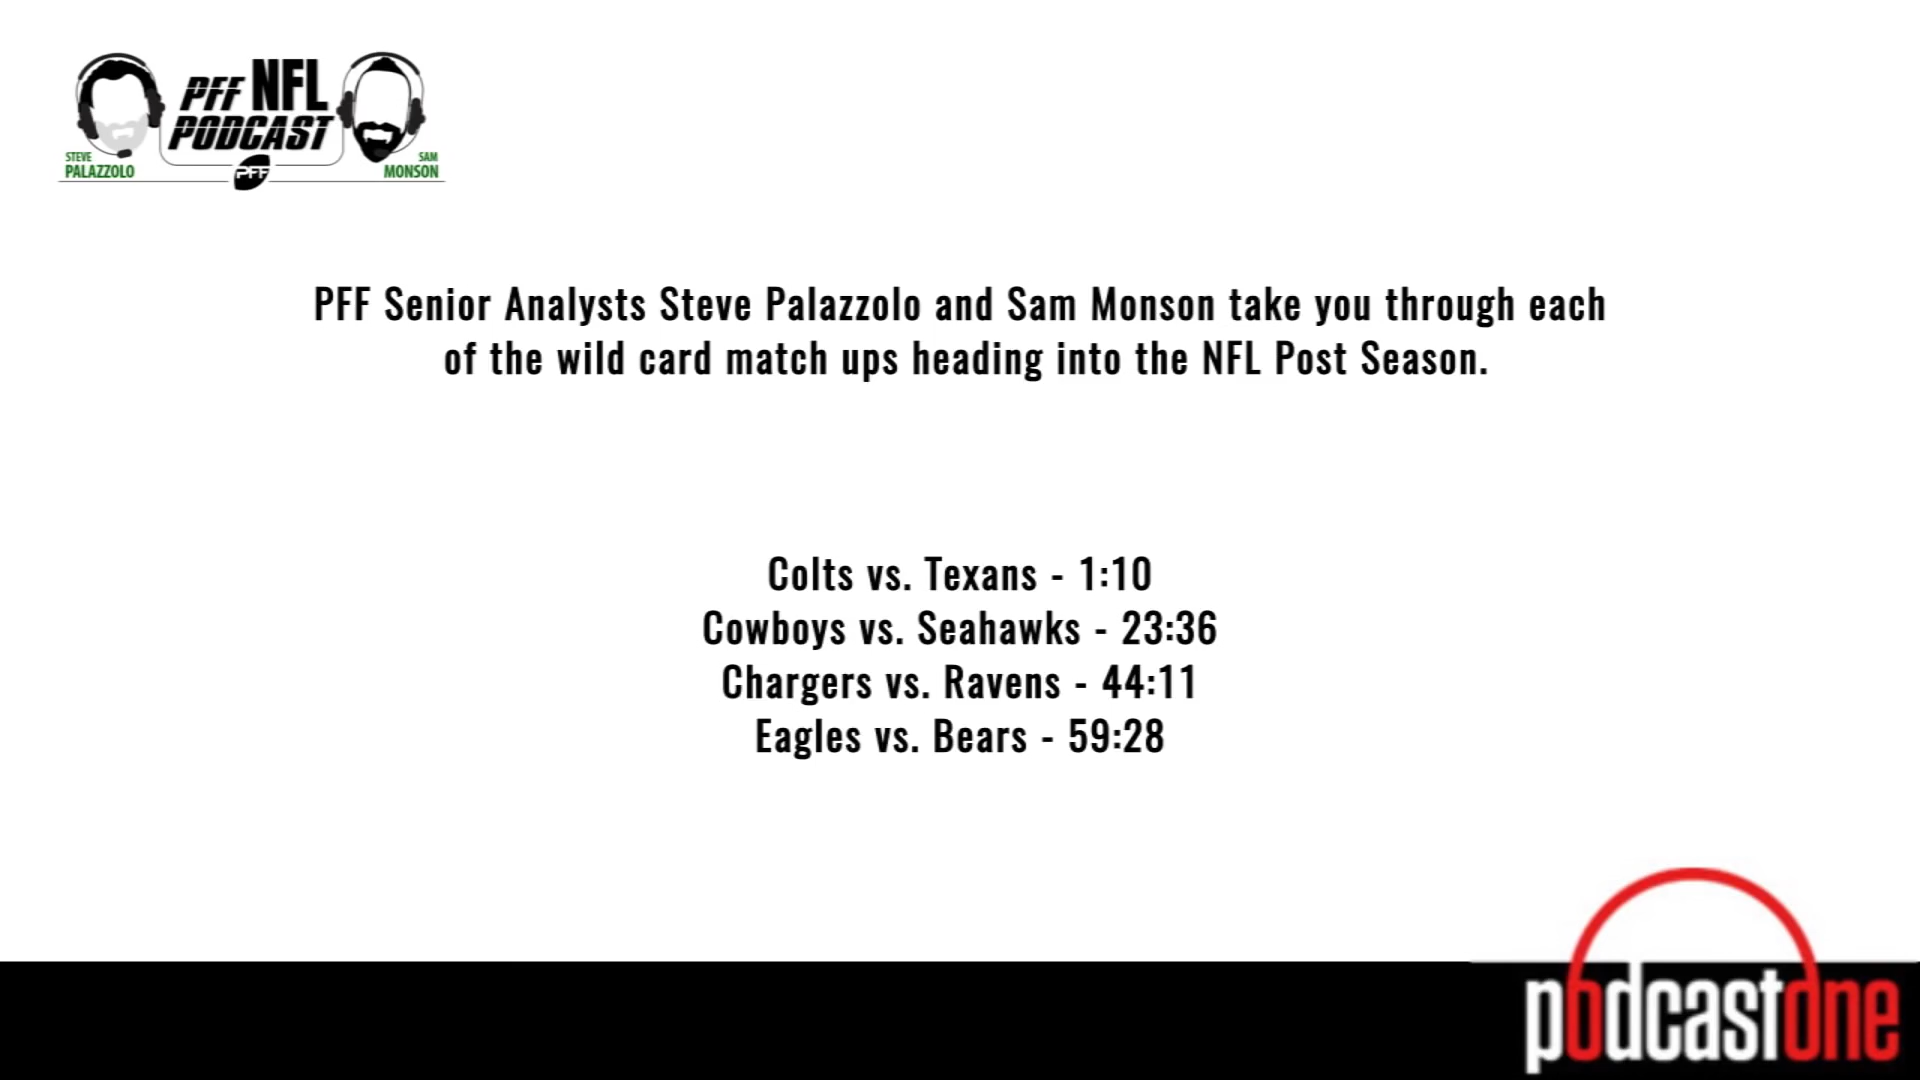 PFF NFL
PODCAST
STEVE
PALAZZOLO
PFF
SAM
MONSON
PFF Senior Analysts Steve Palazzolo and Sam Monson take you through each
of the wild card match ups heading into the NFL Post Season.
Colts vs. Texans - 1:10
Cowboys vs. Seahawks - 23:36
Chargers vs. Ravens - 44:11
Eagles vs. Bears - 59:28
podcastone